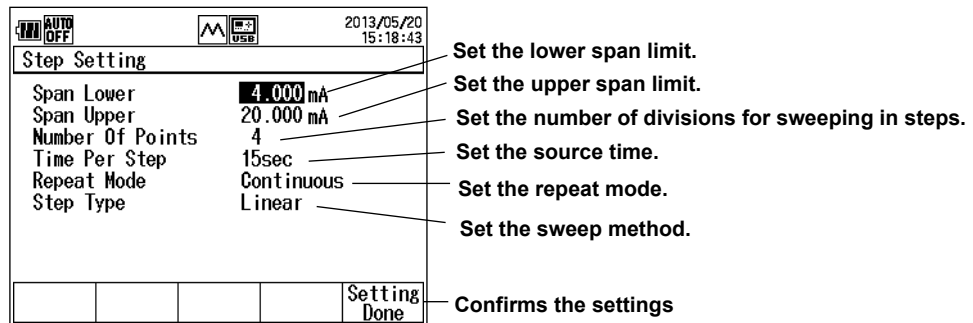 AUTO OFF USB 2013/05/20 15:18:43
Step Setting
Span Lower 4.000 mA Set the lower span limit.
Span Upper 20.000 mA Set the upper span limit.
Number Of Points 4 Set the number of divisions for sweeping in steps.
Time Per Step 15sec Set the source time.
Repeat Mode Continuous Set the repeat mode.
Step Type Linear Set the sweep method.
Setting Done Confirms the settings